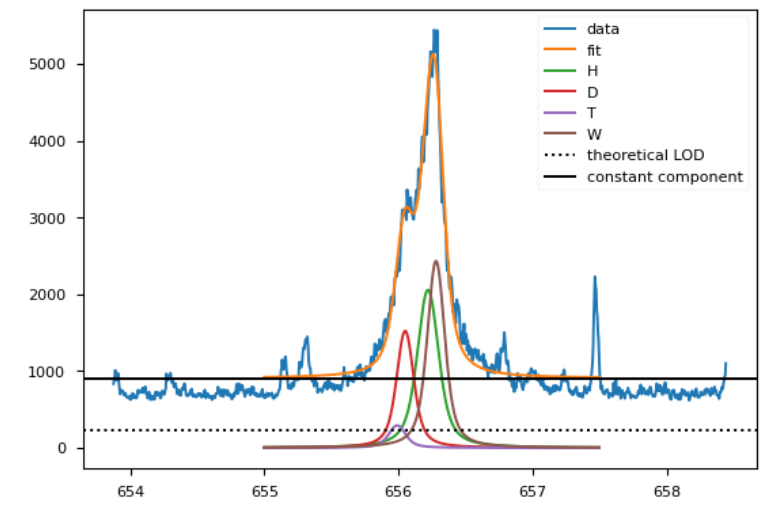 data
fit
H
D
T
W
theoretical LOD
constant component
5000
4000
3000
2000
1000
0
654 655 656 657 658